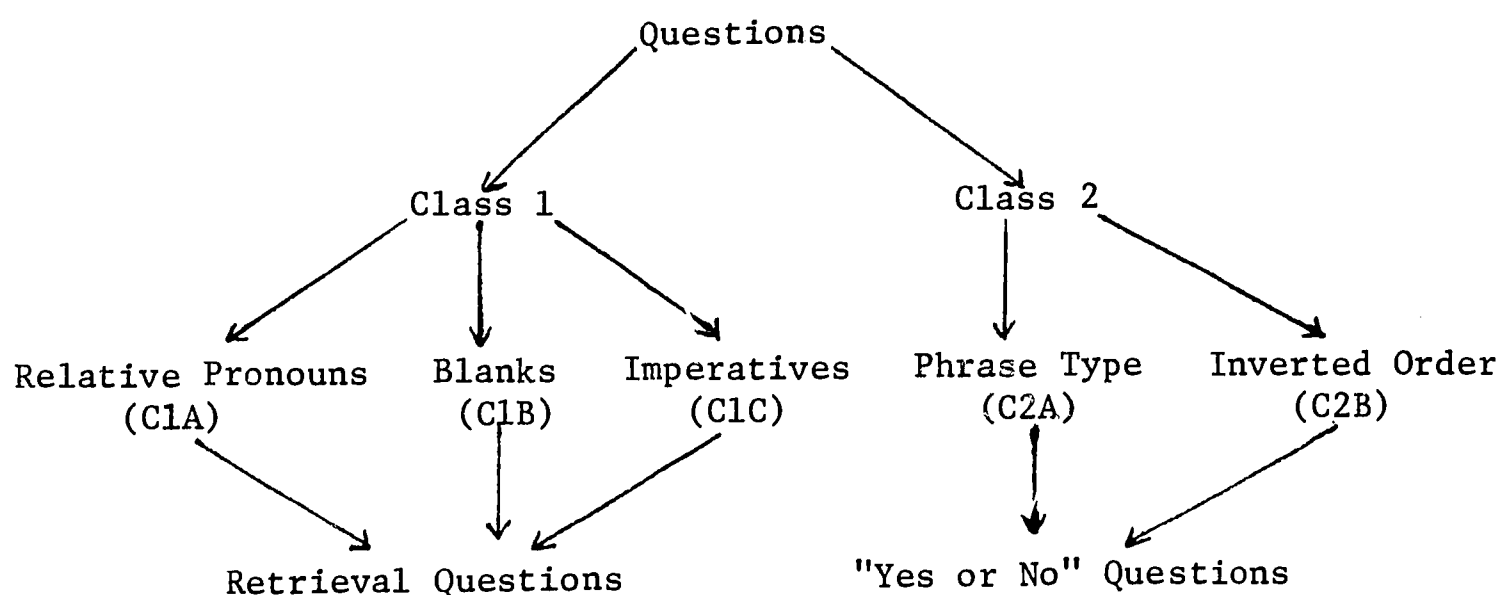 Questions
Class 1
Class 2
Relative Pronouns
(C1A)
Blanks
(C1B)
Imperatives
(C1C)
Phrase Type
(C2A)
Inverted Order
(C2B)
Retrieval Questions
"Yes or No" Questions